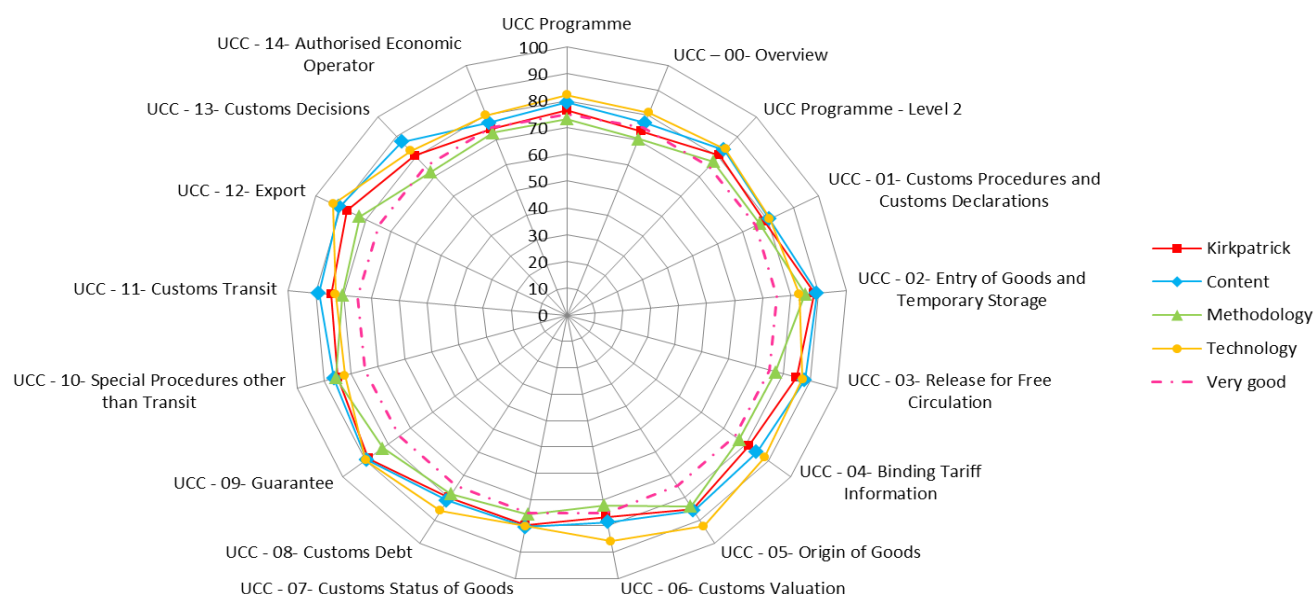 UCC Programme
UCC - 14- Authorised Economic
Operator
UCC – 00- Overview
UCC - 13- Customs Decisions
UCC Programme - Level 2
UCC - 12- Export
UCC - 01- Customs Procedures and
Customs Declarations
UCC - 11- Customs Transit
UCC - 02- Entry of Goods and
Temporary Storage
UCC - 10- Special Procedures other
than Transit
UCC - 03- Release for Free
Circulation
UCC - 09- Guarantee
UCC - 04- Binding Tariff
Information
UCC - 08- Customs Debt
UCC - 05- Origin of Goods
UCC - 07- Customs Status of Goods
UCC - 06- Customs Valuation
100
90
80
70
60
50
40
30
20
10
0
Kirkpatrick
Content
Methodology
Technology
Very good